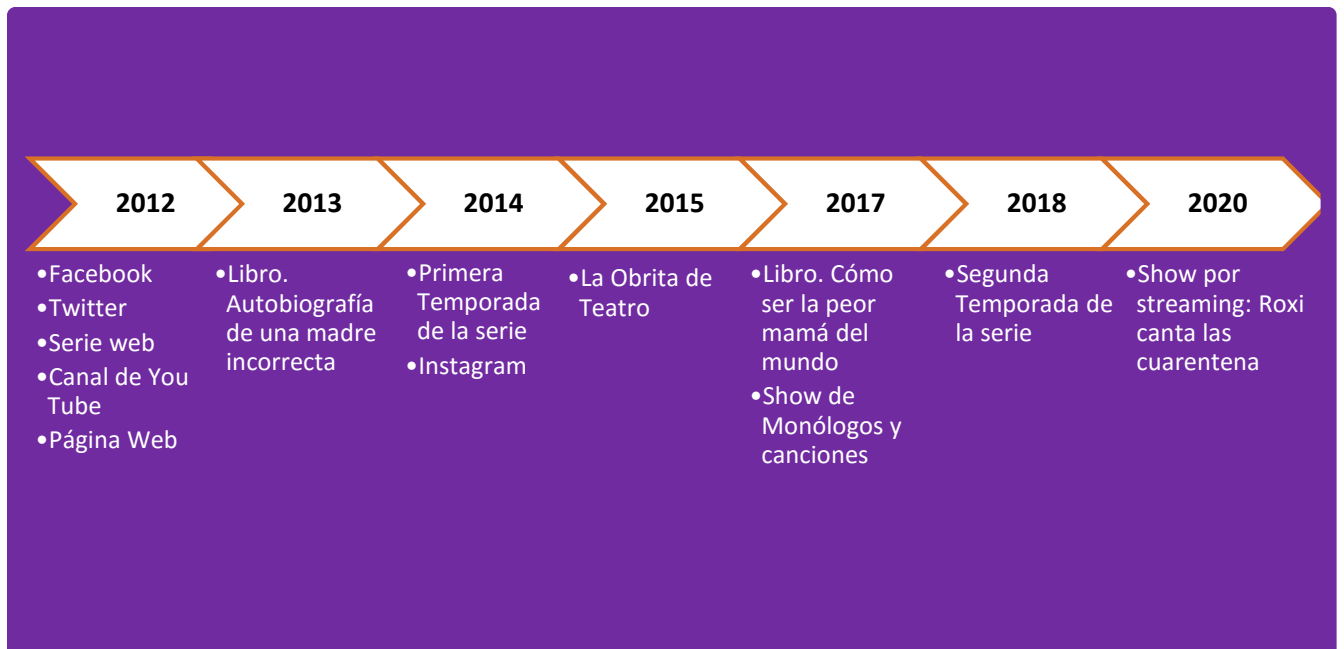 2012
2013
2014
2015
2017
2018
2020
•Facebook
•Twitter
•Serie web
•Canal de You
Tube
•Página Web
•Libro.
Autobiografía
de una madre
incorrecta
•Primera
Temporada
de la serie
•Instagram
•La Obrita de
Teatro
•Libro. Cómo
ser la peor
mamá del
mundo
•Show de
Monólogos y
canciones
•Segunda
Temporada de
la serie
•Show por
streaming: Roxi
canta las
cuarentena